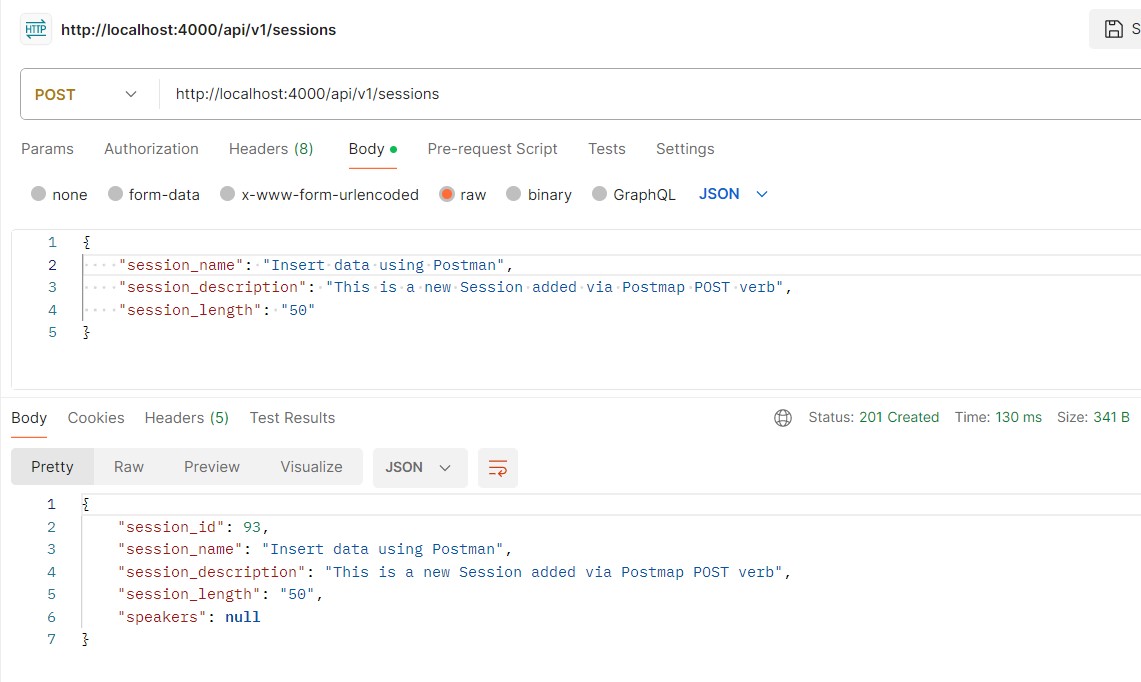 HTTP http://localhost:4000/api/v1/sessions S
POST http://localhost:4000/api/v1/sessions
Params Authorization Headers (8) Body Pre-request Script Tests Settings
none form-data x-www-form-urlencoded raw binary GraphQL JSON
1 {
2 "session_name": "Insert data using Postman",
3 "session_description": "This is a new Session added via Postmap POST verb",
4 "session_length": "50"
5 }
Body Cookies Headers (5) Test Results Status: 201 Created Time: 130 ms Size: 341 B
Pretty Raw Preview Visualize JSON
1 {
2 "session_id": 93,
3 "session_name": "Insert data using Postman",
4 "session_description": "This is a new Session added via Postmap POST verb",
5 "session_length": "50",
6 "speakers": null
7 }